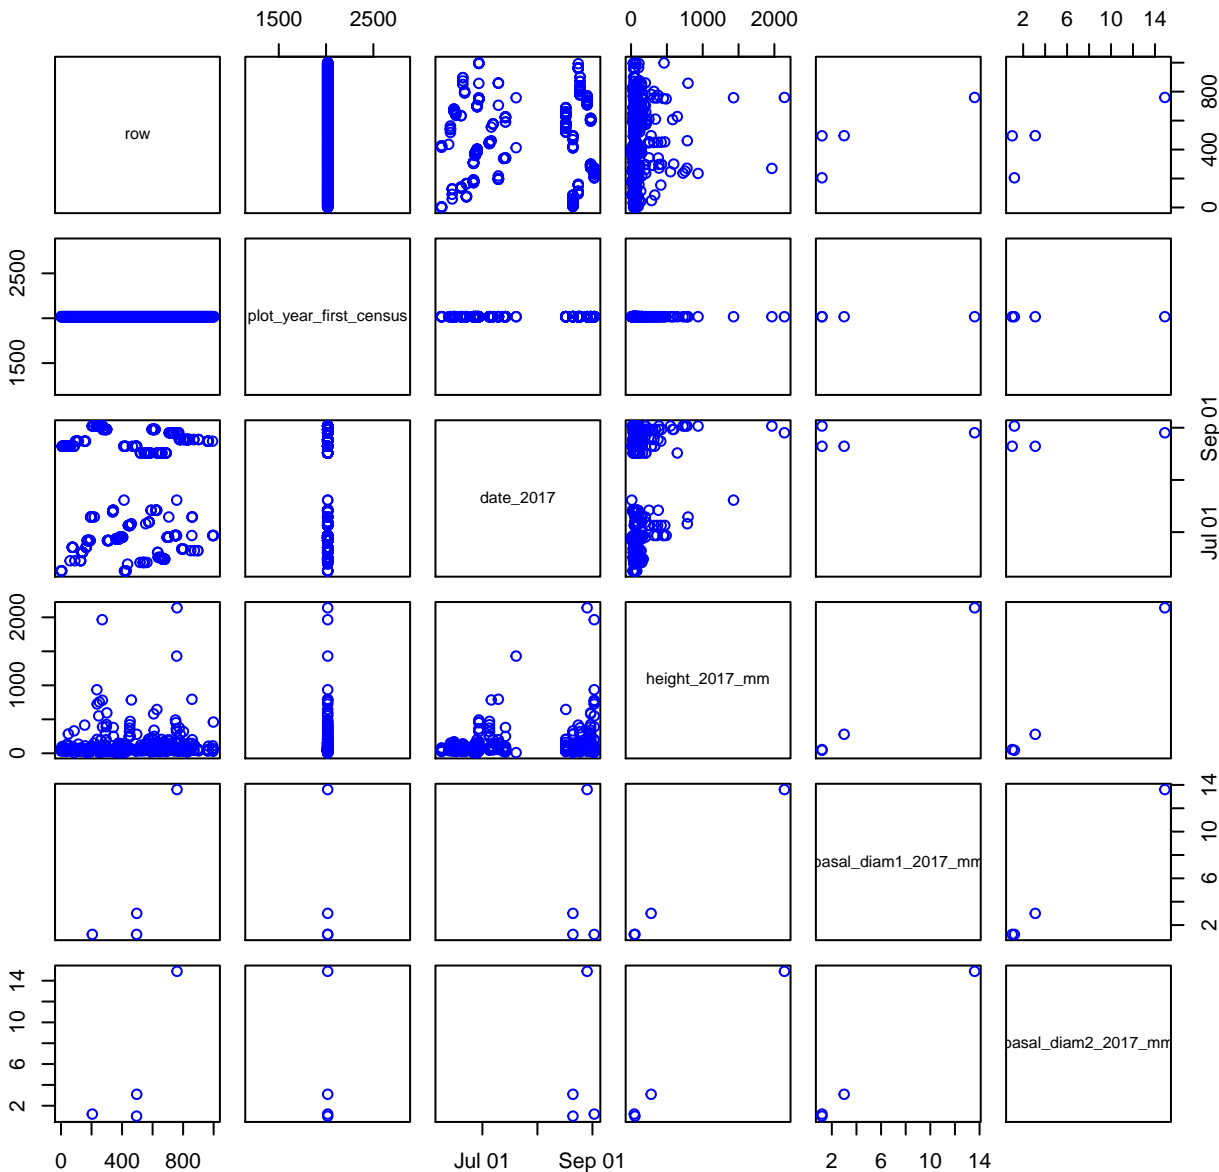 1500 2500 0 1000 2000 2 6 10 14
row
0 400 800
plot_year_first_census
1500 2500
date_2017
Jul 01 Sep 01
height_2017_mm
0 1000 2000
basal_diam1_2017_mm
2 6 10 14
basal_diam2_2017_mm
2 6 10 14
0 400 800 Jul 01 Sep 01 2 6 10 14